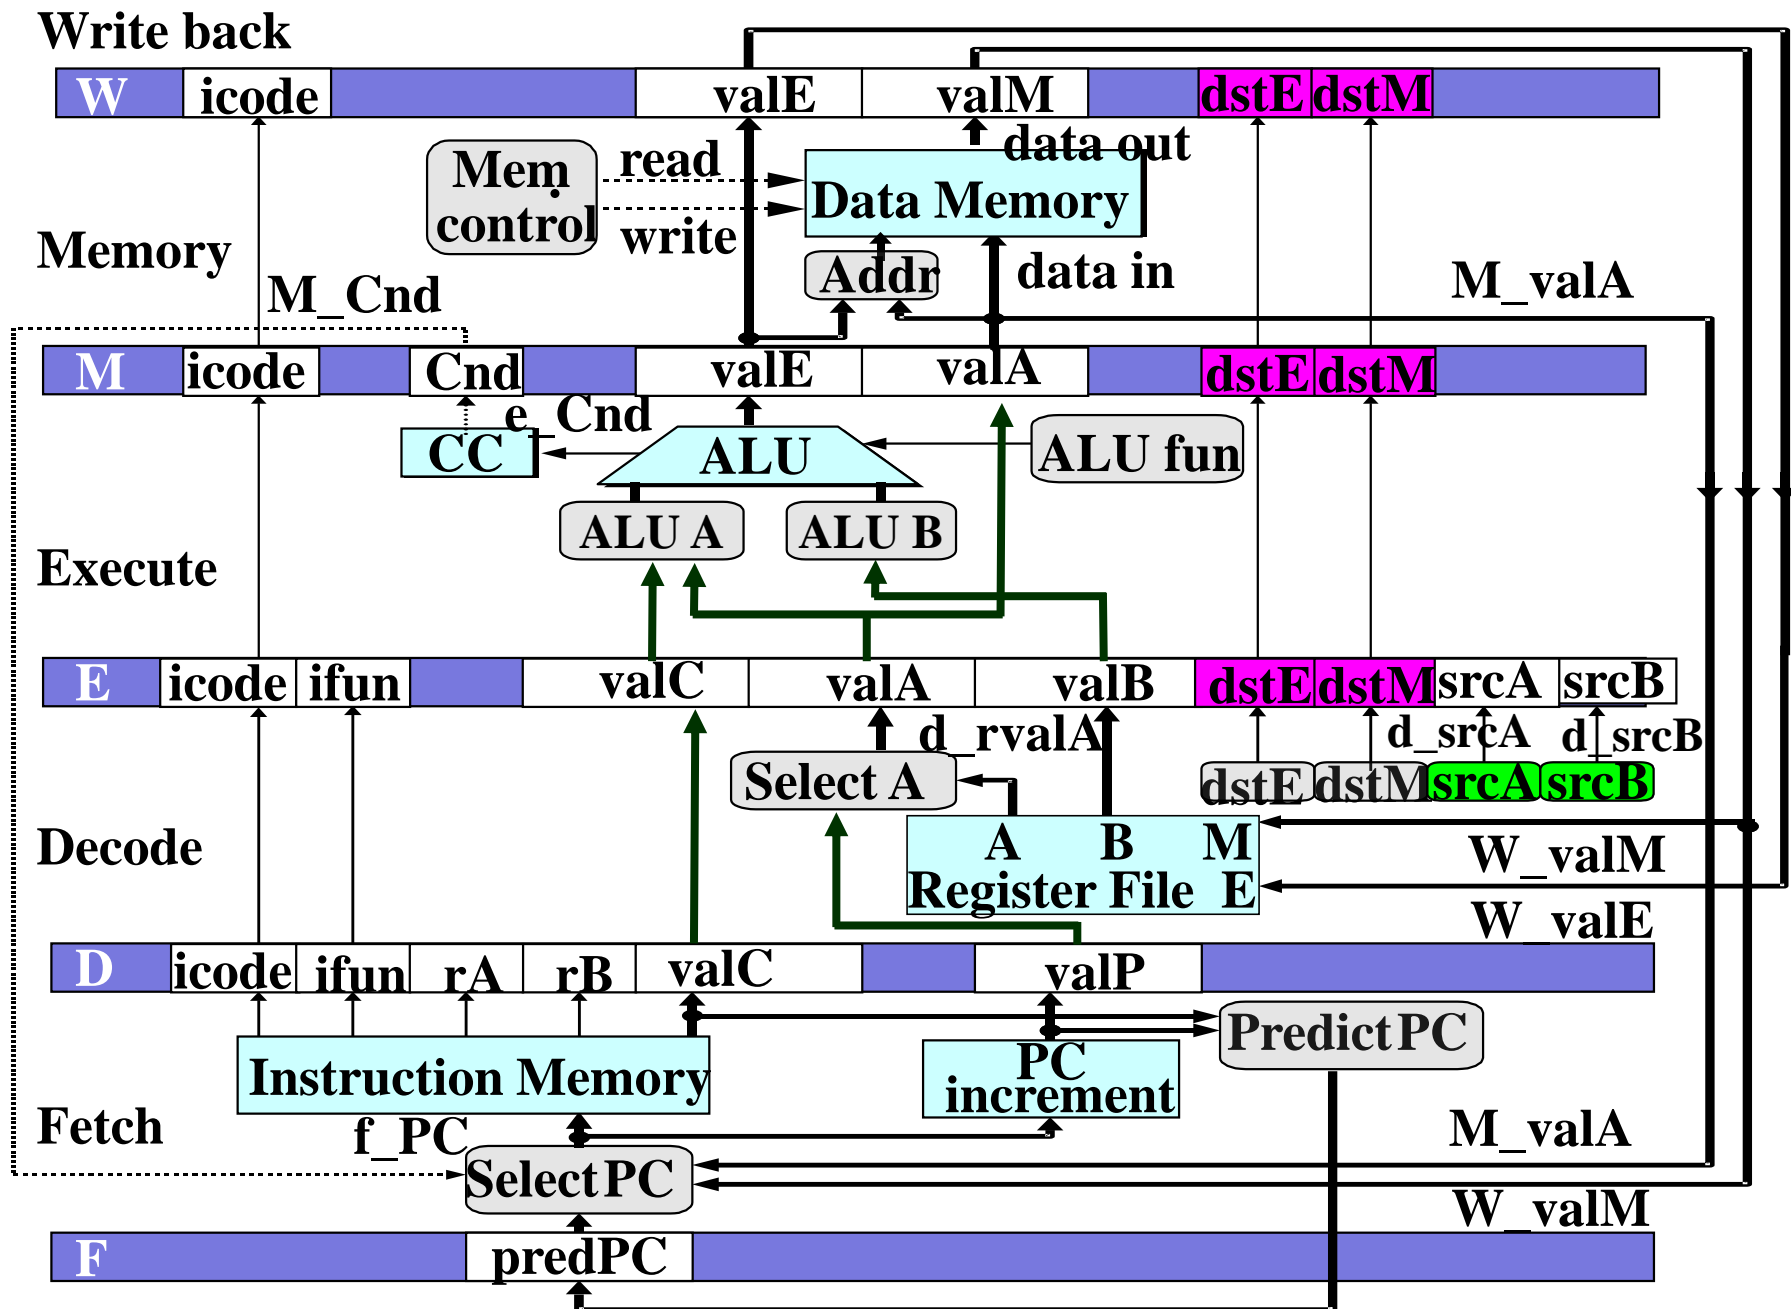 Write back
W icode valE valM dstE dstM
data out
Mem.
control
read
write
Data Memory
Memory
Addr
data in
M_valA
M_Cnd
M icode Cnd valE valA dstE dstM
e_Cnd
CC
ALU
ALU fun
ALU A
ALU B
Execute
E icode ifun valC valA valB dstE dstM srcA srcB
d_rvalA
d_srcA
d_srcB
Select A
dstE dstM srcA srcB
Decode
A B M
Register File E
W_valM
W_valE
D icode ifun rA rB valC valP
Predict PC
Instruction Memory
PC
increment
Fetch
f_PC
M_valA
Select PC
W_valM
F predPC